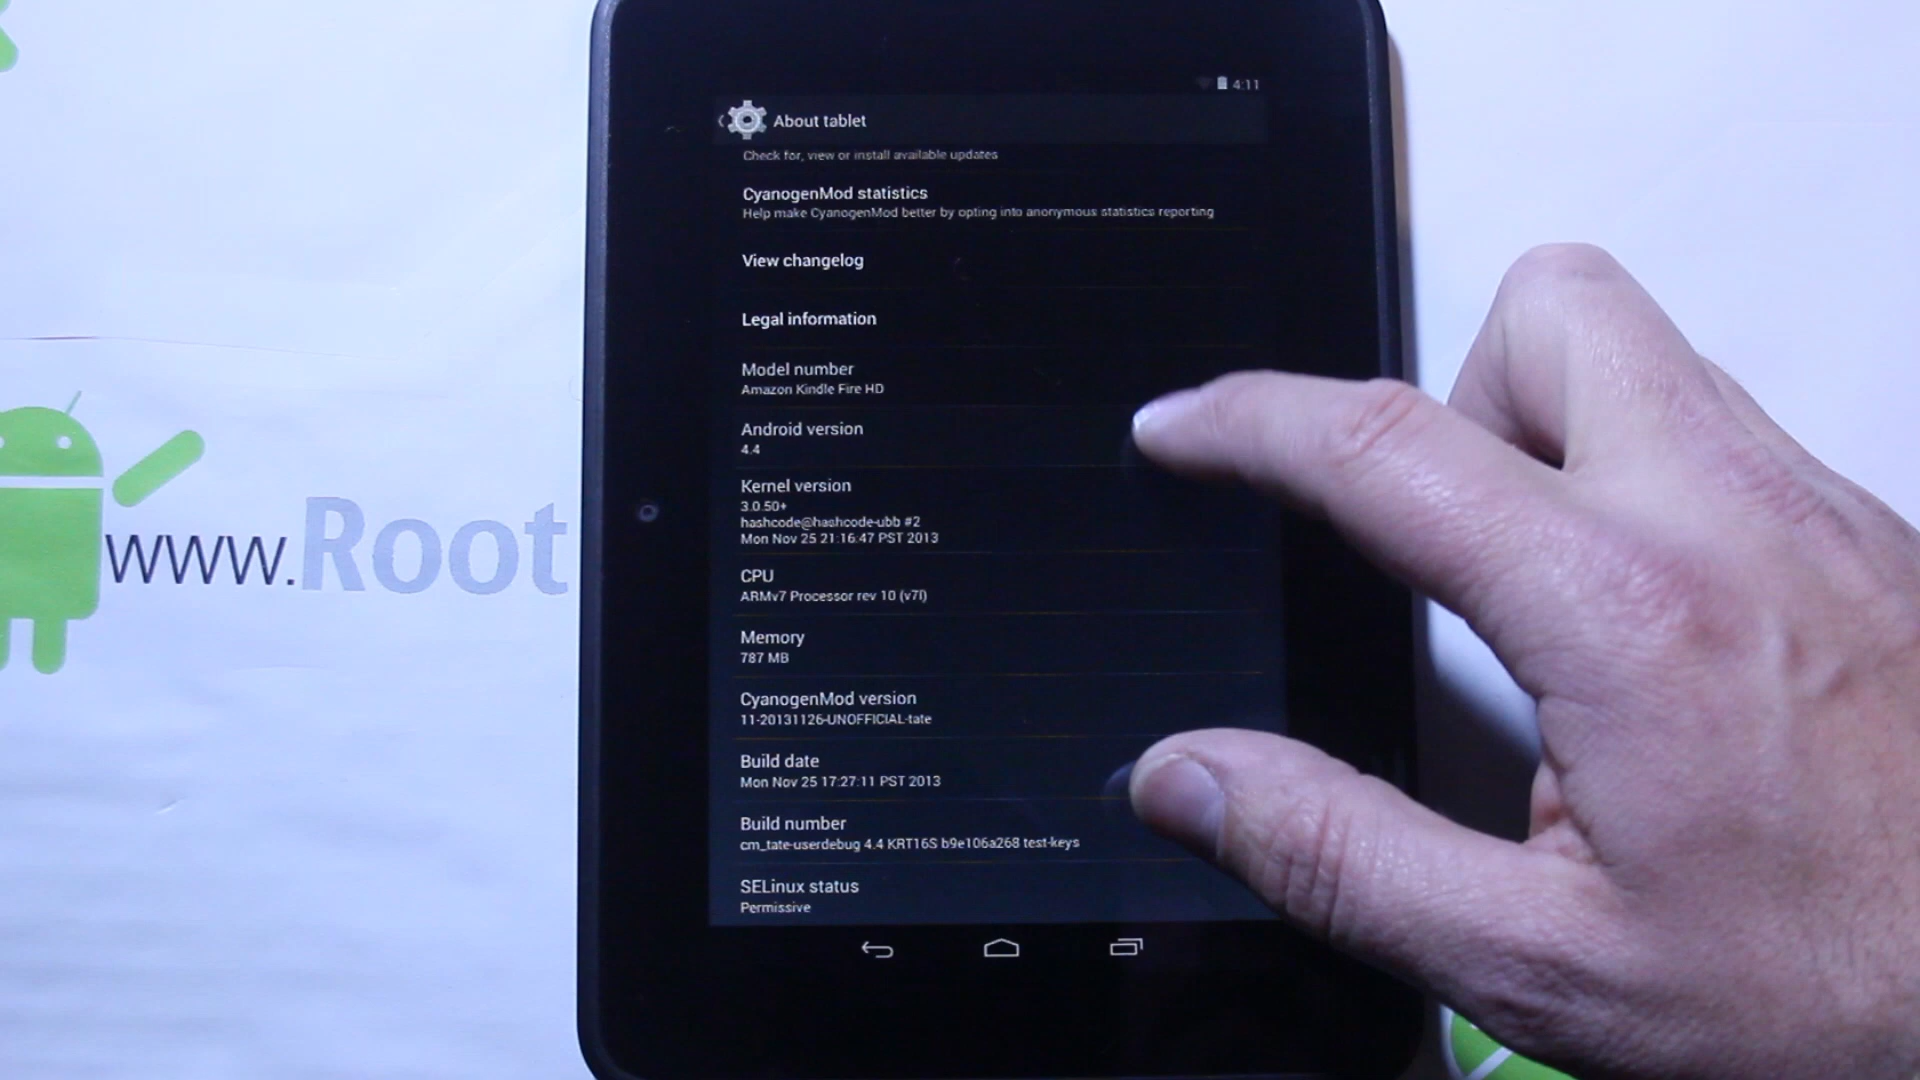 4:11
About tablet
Check for, view or install available updates
CyanogenMod statistics
Help make CyanogenMod better by opting into anonymous statistics reporting
View changelog
Legal information
Model number
Amazon Kindle Fire HD
Android version
4.4
Kernel version
3.0.50+
hashcode@hashcode-ubb #2
Mon Nov 25 21:16:47 PST 2013
CPU
ARMv7 Processor rev 10 (v7l)
Memory
787 MB
CyanogenMod version
11-20131126-UNOFFICIAL-tate
Build date
Mon Nov 25 17:27:11 PST 2013
Build number
cm_tate-userdebug 4.4 KRT16S b9e106a268 test-keys
SELinux status
Permissive
www.Root